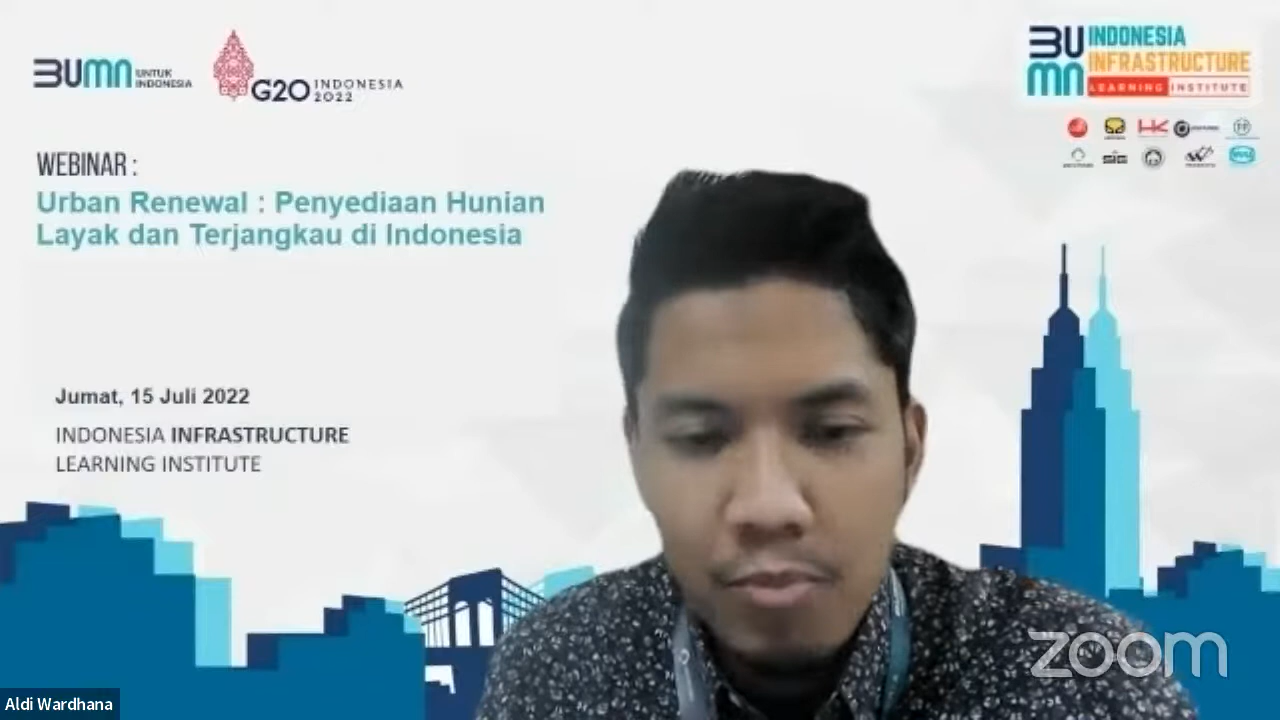 BUMN UNTUK INDONESIA
G20 INDONESIA 2022
BUMN INDONESIA INFRASTRUCTURE LEARNING INSTITUTE
HK
WEBINAR :
Urban Renewal : Penyediaan Hunian
Layak dan Terjangkau di Indonesia
Jumat, 15 Juli 2022
INDONESIA INFRASTRUCTURE
LEARNING INSTITUTE
zoom
Aldi Wardhana